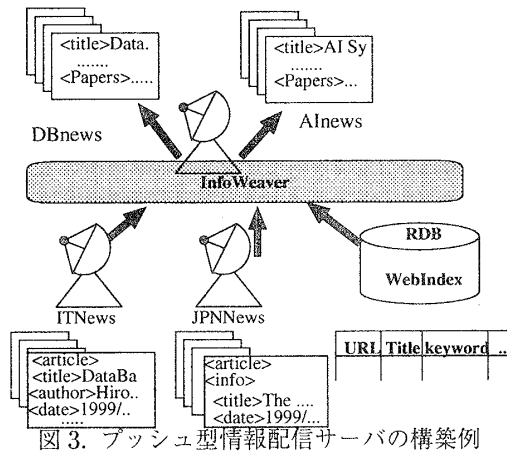 <title>Data.
.......
<Papers>.....
<title>AI Sy
.......
<Papers>...
DBnews
AInews
InfoWeaver
RDB
WebIndex
ITNews
JPNNews
<article>
<title>DataBa
<author>Hiro..
<date>1999/..
.....
<article>
<info>
<title>The ....
<date>1999/...
URL Title keyword ..
図 3. プッシュ型情報配信サーバの構築例